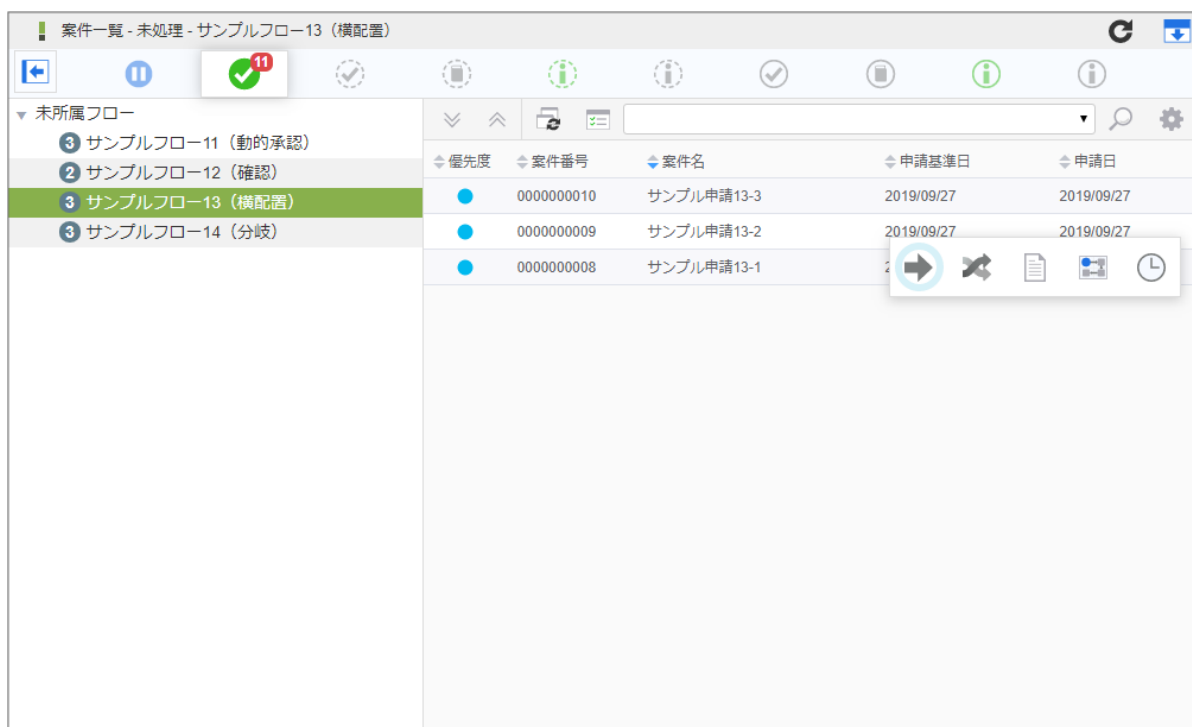 案件一覧 - 未処理 - サンプルフロー13（横配置）
11
未所属フロー
3 サンプルフロー11（動的承認）
2 サンプルフロー12（確認）
3 サンプルフロー13（横配置）
3 サンプルフロー14（分岐）
優先度 案件番号 案件名 申請基準日 申請日
0000000010 サンプル申請13-3 2019/09/27 2019/09/27
0000000009 サンプル申請13-2 2019/09/27 2019/09/27
0000000008 サンプル申請13-1